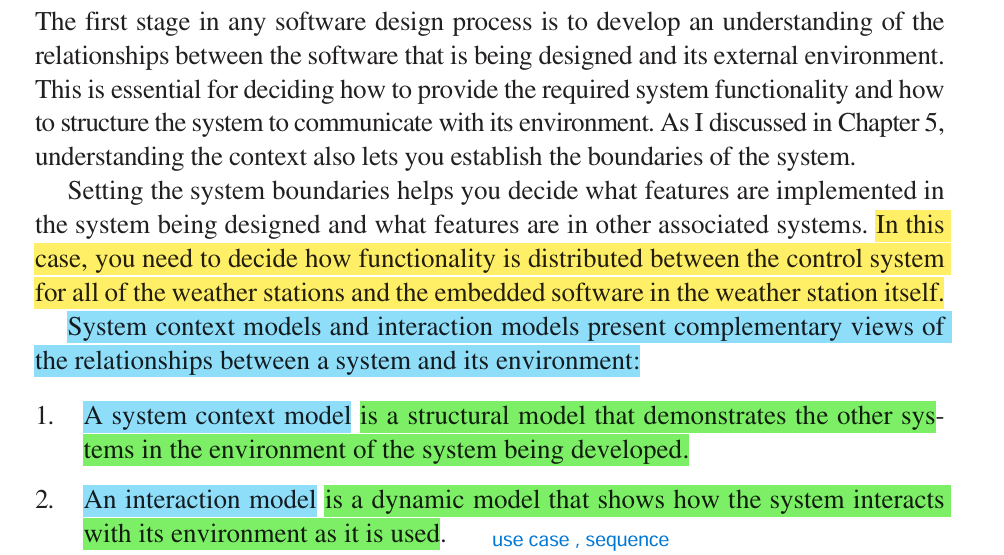 The first stage in any software design process is to develop an understanding of the
relationships between the software that is being designed and its external environment.
This is essential for deciding how to provide the required system functionality and how
to structure the system to communicate with its environment. As I discussed in Chapter 5,
understanding the context also lets you establish the boundaries of the system.
Setting the system boundaries helps you decide what features are implemented in
the system being designed and what features are in other associated systems. In this
case, you need to decide how functionality is distributed between the control system
for all of the weather stations and the embedded software in the weather station itself.
System context models and interaction models present complementary views of
the relationships between a system and its environment:
1. A system context model is a structural model that demonstrates the other sys-
tems in the environment of the system being developed.
2. An interaction model is a dynamic model that shows how the system interacts
with its environment as it is used.
use case , sequence